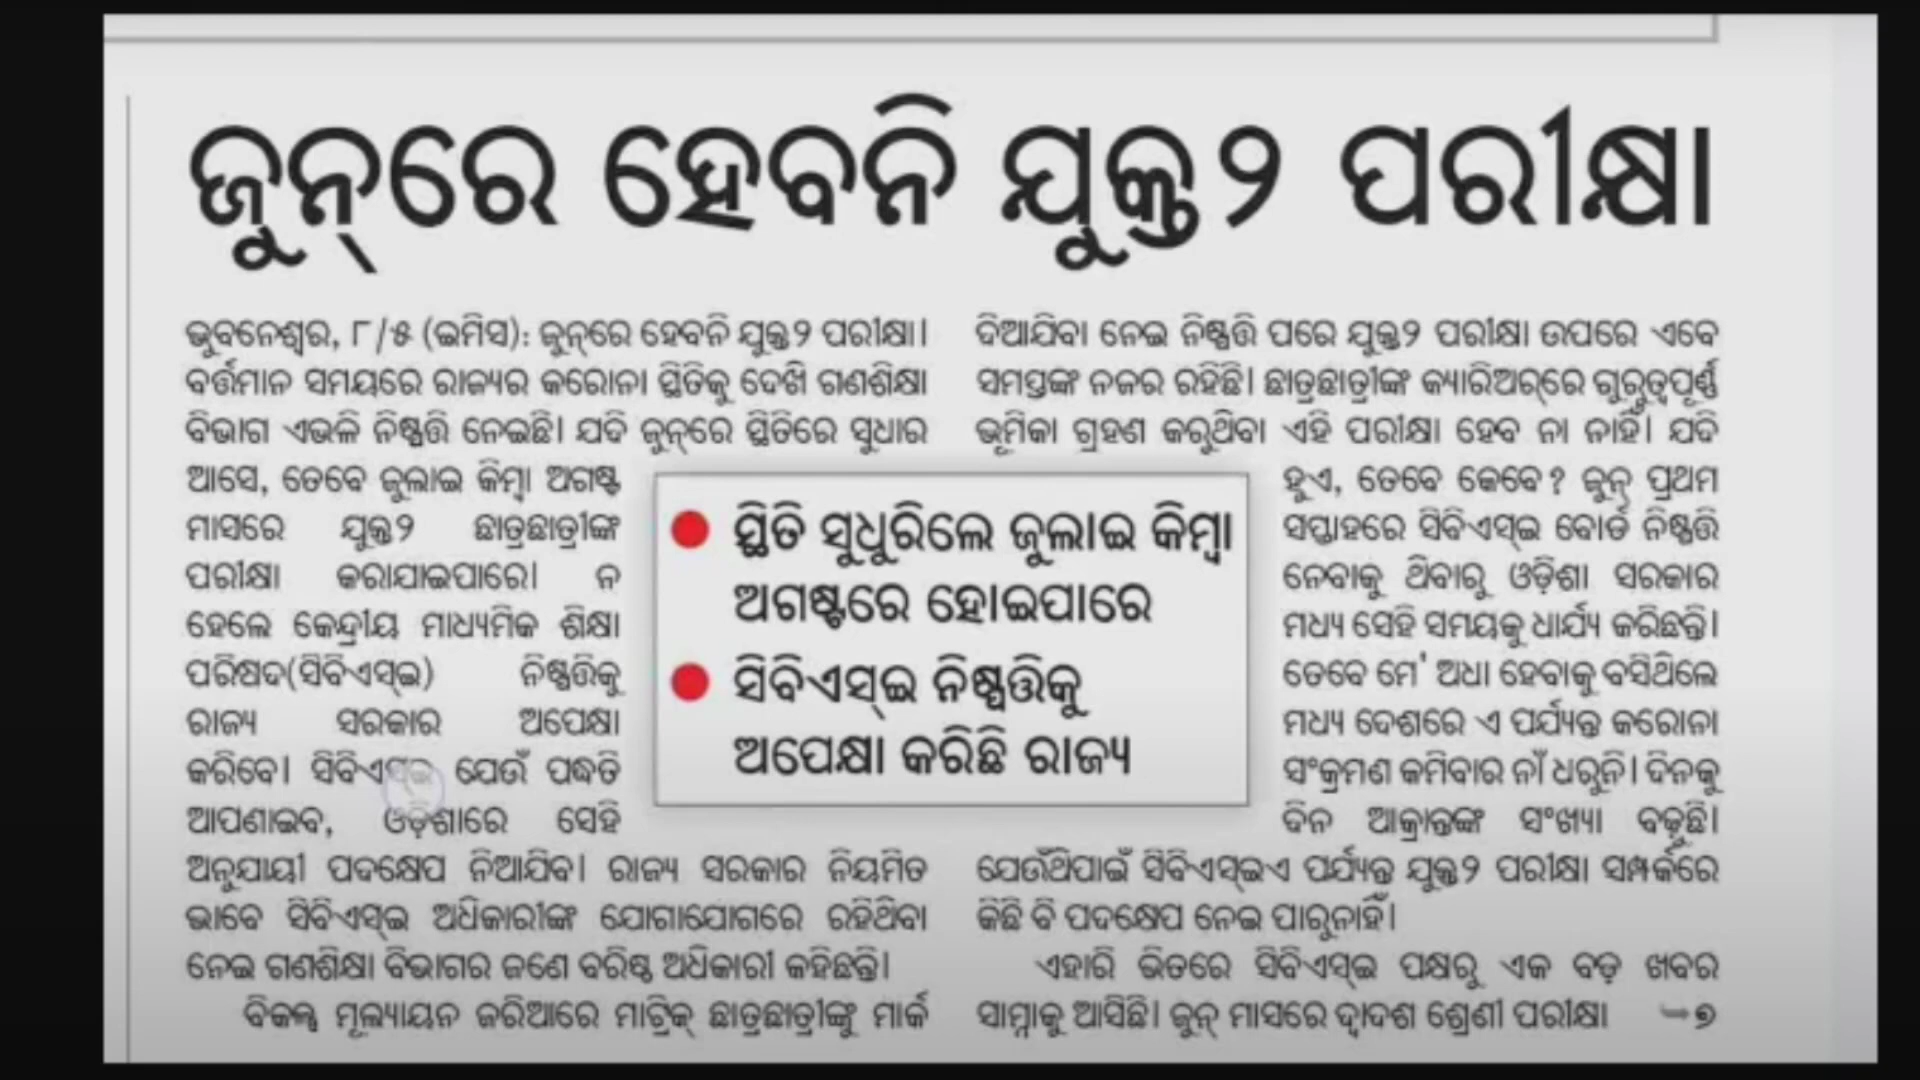 ଜୁନ୍‌ରେ ହେବନି ଯୁକ୍ତ୨ ପରୀକ୍ଷା
ଭୁବନେଶ୍ୱର, ୮/୫ (ଇମିସ): ଜୁନ୍‌ରେ ହେବନି ଯୁକ୍ତ୨ ପରୀକ୍ଷା।
ବର୍ତ୍ତମାନ ସମୟରେ ରାଜ୍ୟର କରୋନା ସ୍ଥିତିକୁ ଦେଖି ଗଣଶିକ୍ଷା
ବିଭାଗ ଏଭଳି ନିଷ୍ପତ୍ତି ନେଇଛି। ଯଦି ଜୁନ୍‌ରେ ସ୍ଥିତିରେ ସୁଧାର
ଆସେ, ତେବେ ଜୁଲାଇ କିମ୍ବା ଅଗଷ୍ଟ
ମାସରେ ଯୁକ୍ତ୨ ଛାତ୍ରଛାତ୍ରୀଙ୍କ
ପରୀକ୍ଷା କରାଯାଇପାରେ। ନ
ହେଲେ କେନ୍ଦ୍ରୀୟ ମାଧ୍ୟମିକ ଶିକ୍ଷା
ପରିଷଦ(ସିବିଏସ୍‌ଇ) ନିଷ୍ପତ୍ତିକୁ
ରାଜ୍ୟ ସରକାର ଅପେକ୍ଷା
କରିବେ। ସିବିଏସ୍‌ଇ ଯେଉଁ ପଦ୍ଧତି
ଆପଣାଇବ, ଓଡ଼ିଶାରେ ସେହି
ଅନୁଯାୟୀ ପଦକ୍ଷେପ ନିଆଯିବ। ରାଜ୍ୟ ସରକାର ନିୟମିତ
ଭାବେ ସିବିଏସ୍‌ଇ ଅଧିକାରୀଙ୍କ ଯୋଗାଯୋଗରେ ରହିଥିବା
ନେଇ ଗଣଶିକ୍ଷା ବିଭାଗର ଜଣେ ବରିଷ୍ଠ ଅଧିକାରୀ କହିଛନ୍ତି।
ବିକଳ୍ପ ମୂଲ୍ୟାୟନ ଜରିଆରେ ମାଟ୍ରିକ୍ ଛାତ୍ରଛାତ୍ରୀଙ୍କୁ ମାର୍କ
● ସ୍ଥିତି ସୁଧୁରିଲେ ଜୁଲାଇ କିମ୍ବା
ଅଗଷ୍ଟରେ ହୋଇପାରେ
● ସିବିଏସ୍‌ଇ ନିଷ୍ପତ୍ତିକୁ
ଅପେକ୍ଷା କରିଛି ରାଜ୍ୟ
ଦିଆଯିବା ନେଇ ନିଷ୍ପତ୍ତି ପରେ ଯୁକ୍ତ୨ ପରୀକ୍ଷା ଉପରେ ଏବେ
ସମସ୍ତଙ୍କ ନଜର ରହିଛି। ଛାତ୍ରଛାତ୍ରୀଙ୍କ କ୍ୟାରିଅର୍‌ରେ ଗୁରୁତ୍ୱପୂର୍ଣ୍ଣ
ଭୂମିକା ଗ୍ରହଣ କରୁଥିବା ଏହି ପରୀକ୍ଷା ହେବ ନା ନାହିଁ। ଯଦି
ହୁଏ, ତେବେ କେବେ? ଜୁନ୍ ପ୍ରଥମ
ସପ୍ତାହରେ ସିବିଏସ୍‌ଇ ବୋର୍ଡ ନିଷ୍ପତ୍ତି
ନେବାକୁ ଥିବାରୁ ଓଡ଼ିଶା ସରକାର
ମଧ୍ୟ ସେହି ସମୟକୁ ଧାର୍ଯ୍ୟ କରିଛନ୍ତି।
ତେବେ ମେ' ଅଧା ହେବାକୁ ବସିଥିଲେ
ମଧ୍ୟ ଦେଶରେ ଏ ପର୍ଯ୍ୟନ୍ତ କରୋନା
ସଂକ୍ରମଣ କମିବାର ନାଁ ଧରୁନି। ଦିନକୁ
ଦିନ ଆକ୍ରାନ୍ତଙ୍କ ସଂଖ୍ୟା ବଢ଼ୁଛି।
ଯେଉଁଥିପାଇଁ ସିବିଏସ୍‌ଇଏ ପର୍ଯ୍ୟନ୍ତ ଯୁକ୍ତ୨ ପରୀକ୍ଷା ସମ୍ପର୍କରେ
କିଛି ବି ପଦକ୍ଷେପ ନେଇ ପାରୁନାହିଁ।
ଏହାରି ଭିତରେ ସିବିଏସ୍‌ଇ ପକ୍ଷରୁ ଏକ ବଡ଼ ଖବର
ସାମ୍ନାକୁ ଆସିଛି। ଜୁନ୍ ମାସରେ ଦ୍ୱାଦଶ ଶ୍ରେଣୀ ପରୀକ୍ଷା ➥୭